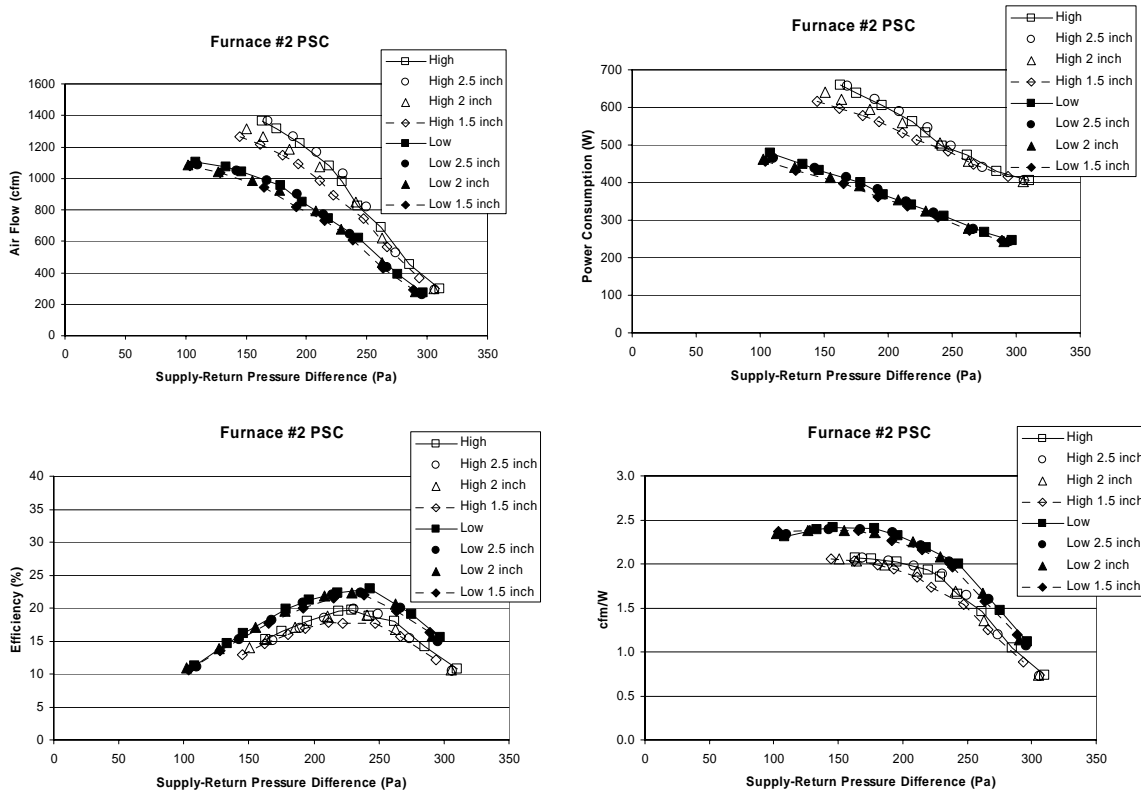 Furnace #2 PSC
High
High 2.5 inch
High 2 inch
High 1.5 inch
Low
Low 2.5 inch
Low 2 inch
Low 1.5 inch
1600
1400
1200
1000
800
600
400
200
0
Air Flow (cfm)
0 50 100 150 200 250 300 350
Supply-Return Pressure Difference (Pa)
Furnace #2 PSC
High
High 2.5 inch
High 2 inch
High 1.5 inch
Low
Low 2.5 inch
Low 2 inch
Low 1.5 inch
700
600
500
400
300
200
100
0
Power Consumption (W)
0 50 100 150 200 250 300 350
Supply-Return Pressure Difference (Pa)
Furnace #2 PSC
High
High 2.5 inch
High 2 inch
High 1.5 inch
Low
Low 2.5 inch
Low 2 inch
Low 1.5 inch
40
35
30
25
20
15
10
5
0
Efficiency (%)
0 50 100 150 200 250 300 350
Supply-Return Pressure Difference (Pa)
Furnace #2 PSC
High
High 2.5 inch
High 2 inch
High 1.5 inch
Low
Low 2.5 inch
Low 2 inch
Low 1.5 inch
3.0
2.5
2.0
1.5
1.0
0.5
0.0
cfm/W
0 50 100 150 200 250 300 350
Supply-Return Pressure Difference (Pa)